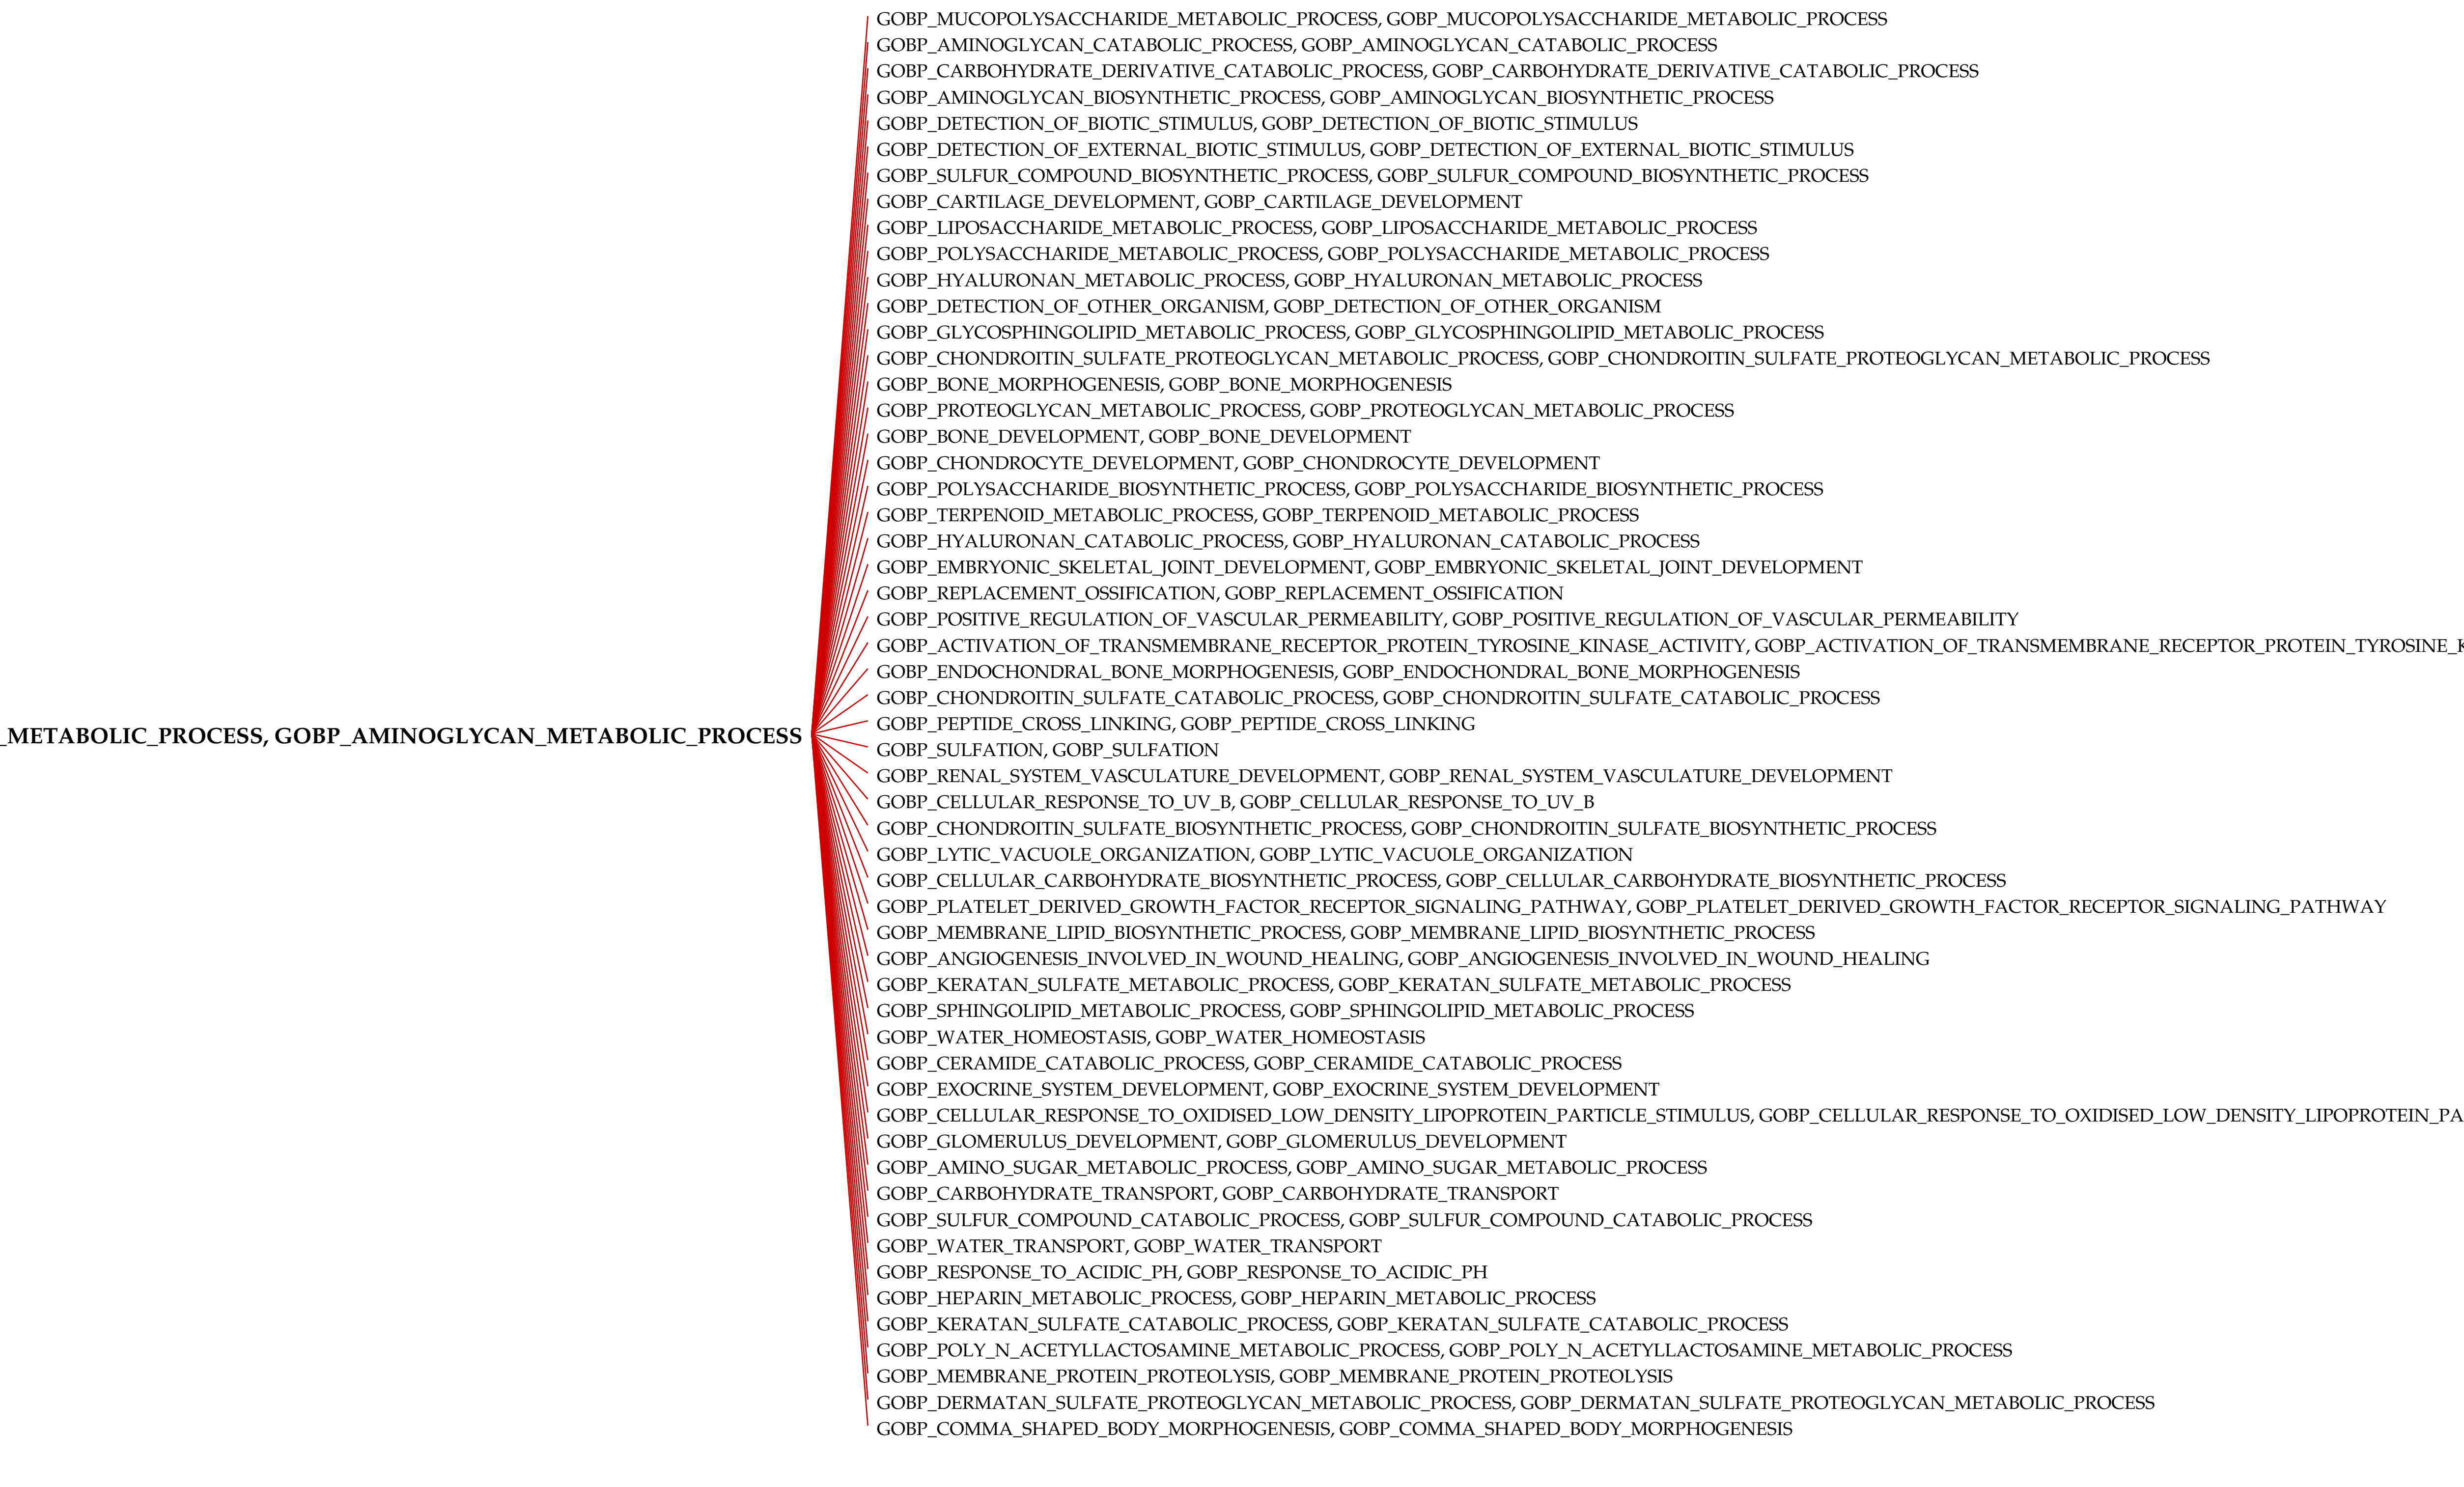 GOBP_MUCOPOLYSACCHARIDE_METABOLIC_PROCESS, GOBP_MUCOPOLYSACCHARIDE_METABOLIC_PROCESS
GOBP_AMINOGLYCAN_CATABOLIC_PROCESS, GOBP_AMINOGLYCAN_CATABOLIC_PROCESS
GOBP_CARBOHYDRATE_DERIVATIVE_CATABOLIC_PROCESS, GOBP_CARBOHYDRATE_DERIVATIVE_CATABOLIC_PROCESS
GOBP_AMINOGLYCAN_BIOSYNTHETIC_PROCESS, GOBP_AMINOGLYCAN_BIOSYNTHETIC_PROCESS
GOBP_DETECTION_OF_BIOTIC_STIMULUS, GOBP_DETECTION_OF_BIOTIC_STIMULUS
GOBP_DETECTION_OF_EXTERNAL_BIOTIC_STIMULUS, GOBP_DETECTION_OF_EXTERNAL_BIOTIC_STIMULUS
GOBP_SULFUR_COMPOUND_BIOSYNTHETIC_PROCESS, GOBP_SULFUR_COMPOUND_BIOSYNTHETIC_PROCESS
GOBP_CARTILAGE_DEVELOPMENT, GOBP_CARTILAGE_DEVELOPMENT
GOBP_LIPOSACCHARIDE_METABOLIC_PROCESS, GOBP_LIPOSACCHARIDE_METABOLIC_PROCESS
GOBP_POLYSACCHARIDE_METABOLIC_PROCESS, GOBP_POLYSACCHARIDE_METABOLIC_PROCESS
GOBP_HYALURONAN_METABOLIC_PROCESS, GOBP_HYALURONAN_METABOLIC_PROCESS
GOBP_DETECTION_OF_OTHER_ORGANISM, GOBP_DETECTION_OF_OTHER_ORGANISM
GOBP_GLYCOSPHINGOLIPID_METABOLIC_PROCESS, GOBP_GLYCOSPHINGOLIPID_METABOLIC_PROCESS
GOBP_CHONDROITIN_SULFATE_PROTEOGLYCAN_METABOLIC_PROCESS, GOBP_CHONDROITIN_SULFATE_PROTEOGLYCAN_METABOLIC_PROCESS
GOBP_BONE_MORPHOGENESIS, GOBP_BONE_MORPHOGENESIS
GOBP_PROTEOGLYCAN_METABOLIC_PROCESS, GOBP_PROTEOGLYCAN_METABOLIC_PROCESS
GOBP_BONE_DEVELOPMENT, GOBP_BONE_DEVELOPMENT
GOBP_CHONDROCYTE_DEVELOPMENT, GOBP_CHONDROCYTE_DEVELOPMENT
GOBP_POLYSACCHARIDE_BIOSYNTHETIC_PROCESS, GOBP_POLYSACCHARIDE_BIOSYNTHETIC_PROCESS
GOBP_TERPENOID_METABOLIC_PROCESS, GOBP_TERPENOID_METABOLIC_PROCESS
GOBP_HYALURONAN_CATABOLIC_PROCESS, GOBP_HYALURONAN_CATABOLIC_PROCESS
GOBP_EMBRYONIC_SKELETAL_JOINT_DEVELOPMENT, GOBP_EMBRYONIC_SKELETAL_JOINT_DEVELOPMENT
GOBP_REPLACEMENT_OSSIFICATION, GOBP_REPLACEMENT_OSSIFICATION
GOBP_POSITIVE_REGULATION_OF_VASCULAR_PERMEABILITY, GOBP_POSITIVE_REGULATION_OF_VASCULAR_PERMEABILITY
GOBP_ACTIVATION_OF_TRANSMEMBRANE_RECEPTOR_PROTEIN_TYROSINE_KINASE_ACTIVITY, GOBP_ACTIVATION_OF_TRANSMEMBRANE_RECEPTOR_PROTEIN_TYROSINE_K
GOBP_ENDOCHONDRAL_BONE_MORPHOGENESIS, GOBP_ENDOCHONDRAL_BONE_MORPHOGENESIS
GOBP_CHONDROITIN_SULFATE_CATABOLIC_PROCESS, GOBP_CHONDROITIN_SULFATE_CATABOLIC_PROCESS
GOBP_PEPTIDE_CROSS_LINKING, GOBP_PEPTIDE_CROSS_LINKING
_METABOLIC_PROCESS, GOBP_AMINOGLYCAN_METABOLIC_PROCESS
GOBP_SULFATION, GOBP_SULFATION
GOBP_RENAL_SYSTEM_VASCULATURE_DEVELOPMENT, GOBP_RENAL_SYSTEM_VASCULATURE_DEVELOPMENT
GOBP_CELLULAR_RESPONSE_TO_UV_B, GOBP_CELLULAR_RESPONSE_TO_UV_B
GOBP_CHONDROITIN_SULFATE_BIOSYNTHETIC_PROCESS, GOBP_CHONDROITIN_SULFATE_BIOSYNTHETIC_PROCESS
GOBP_LYTIC_VACUOLE_ORGANIZATION, GOBP_LYTIC_VACUOLE_ORGANIZATION
GOBP_CELLULAR_CARBOHYDRATE_BIOSYNTHETIC_PROCESS, GOBP_CELLULAR_CARBOHYDRATE_BIOSYNTHETIC_PROCESS
GOBP_PLATELET_DERIVED_GROWTH_FACTOR_RECEPTOR_SIGNALING_PATHWAY, GOBP_PLATELET_DERIVED_GROWTH_FACTOR_RECEPTOR_SIGNALING_PATHWAY
GOBP_MEMBRANE_LIPID_BIOSYNTHETIC_PROCESS, GOBP_MEMBRANE_LIPID_BIOSYNTHETIC_PROCESS
GOBP_ANGIOGENESIS_INVOLVED_IN_WOUND_HEALING, GOBP_ANGIOGENESIS_INVOLVED_IN_WOUND_HEALING
GOBP_KERATAN_SULFATE_METABOLIC_PROCESS, GOBP_KERATAN_SULFATE_METABOLIC_PROCESS
GOBP_SPHINGOLIPID_METABOLIC_PROCESS, GOBP_SPHINGOLIPID_METABOLIC_PROCESS
GOBP_WATER_HOMEOSTASIS, GOBP_WATER_HOMEOSTASIS
GOBP_CERAMIDE_CATABOLIC_PROCESS, GOBP_CERAMIDE_CATABOLIC_PROCESS
GOBP_EXOCRINE_SYSTEM_DEVELOPMENT, GOBP_EXOCRINE_SYSTEM_DEVELOPMENT
GOBP_CELLULAR_RESPONSE_TO_OXIDISED_LOW_DENSITY_LIPOPROTEIN_PARTICLE_STIMULUS, GOBP_CELLULAR_RESPONSE_TO_OXIDISED_LOW_DENSITY_LIPOPROTEIN_PA
GOBP_GLOMERULUS_DEVELOPMENT, GOBP_GLOMERULUS_DEVELOPMENT
GOBP_AMINO_SUGAR_METABOLIC_PROCESS, GOBP_AMINO_SUGAR_METABOLIC_PROCESS
GOBP_CARBOHYDRATE_TRANSPORT, GOBP_CARBOHYDRATE_TRANSPORT
GOBP_SULFUR_COMPOUND_CATABOLIC_PROCESS, GOBP_SULFUR_COMPOUND_CATABOLIC_PROCESS
GOBP_WATER_TRANSPORT, GOBP_WATER_TRANSPORT
GOBP_RESPONSE_TO_ACIDIC_PH, GOBP_RESPONSE_TO_ACIDIC_PH
GOBP_HEPARIN_METABOLIC_PROCESS, GOBP_HEPARIN_METABOLIC_PROCESS
GOBP_KERATAN_SULFATE_CATABOLIC_PROCESS, GOBP_KERATAN_SULFATE_CATABOLIC_PROCESS
GOBP_POLY_N_ACETYLLACTOSAMINE_METABOLIC_PROCESS, GOBP_POLY_N_ACETYLLACTOSAMINE_METABOLIC_PROCESS
GOBP_MEMBRANE_PROTEIN_PROTEOLYSIS, GOBP_MEMBRANE_PROTEIN_PROTEOLYSIS
GOBP_DERMATAN_SULFATE_PROTEOGLYCAN_METABOLIC_PROCESS, GOBP_DERMATAN_SULFATE_PROTEOGLYCAN_METABOLIC_PROCESS
GOBP_COMMA_SHAPED_BODY_MORPHOGENESIS, GOBP_COMMA_SHAPED_BODY_MORPHOGENESIS